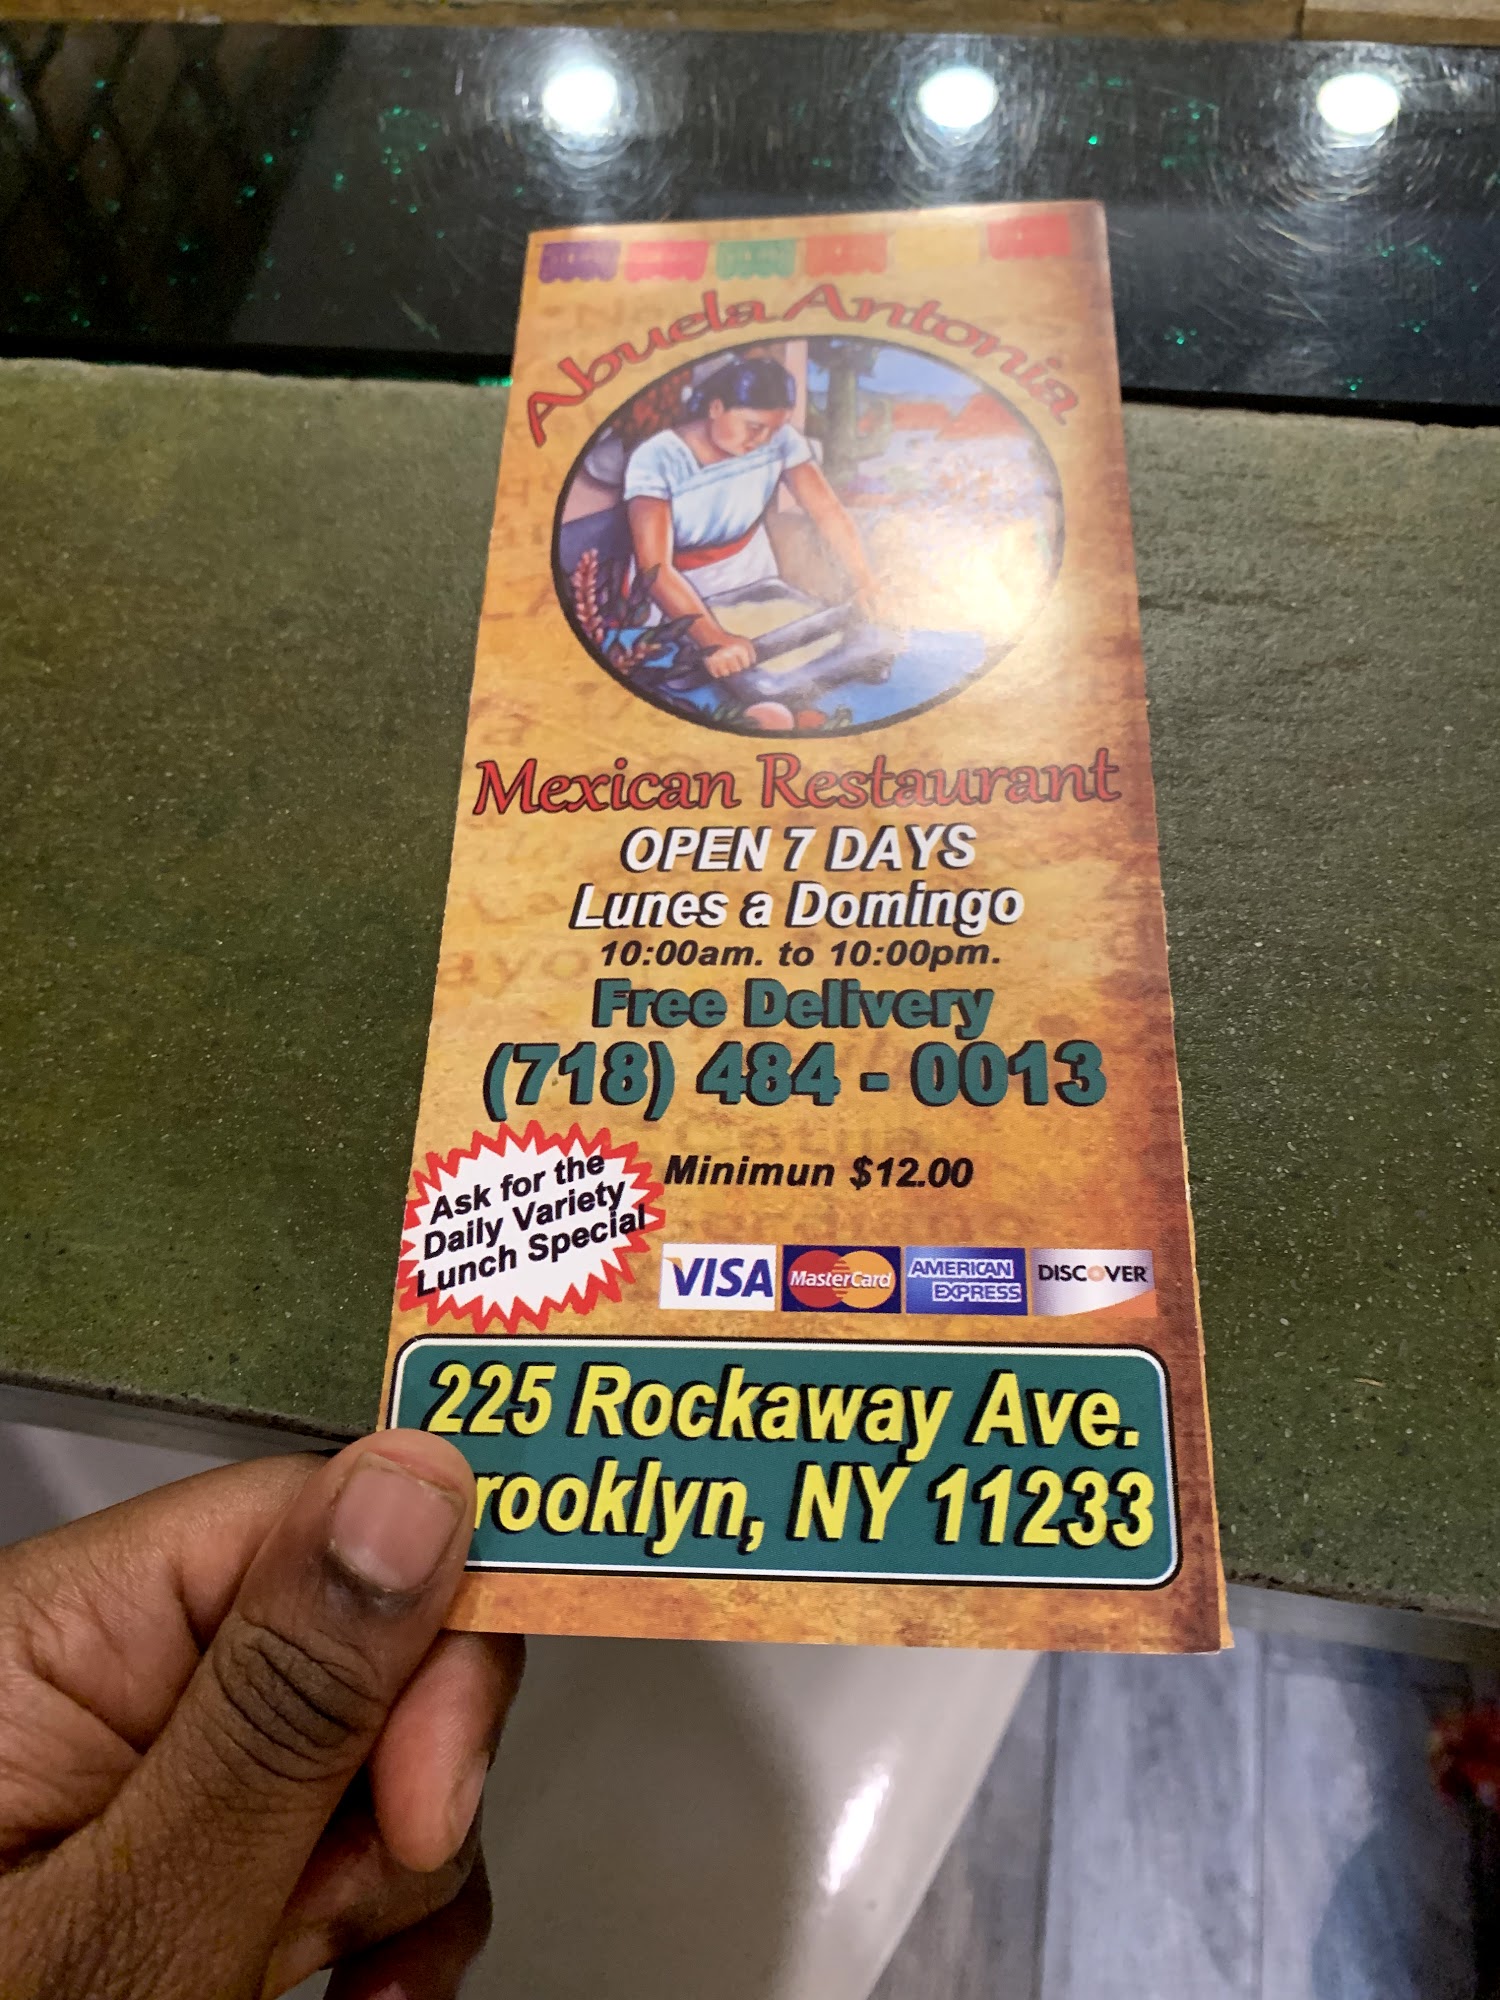 Abuela Antonia
Mexican Restaurant
OPEN 7 DAYS
Lunes a Domingo
10:00am. to 10:00pm.
Free Delivery
(718) 484 - 0013
Minimun $12.00
Ask for the
Daily Variety
Lunch Special
VISA
MasterCard
AMERICAN
EXPRESS
DISCOVER
225 Rockaway Ave.
rooklyn, NY 11233